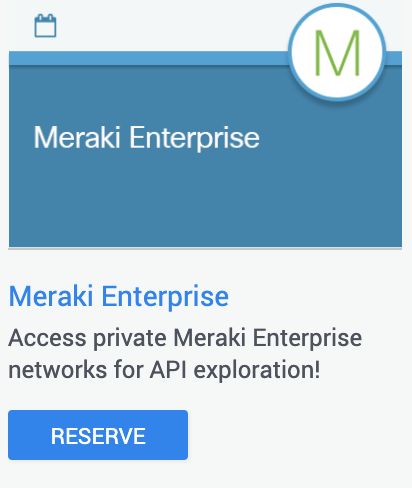 M
Meraki Enterprise
Meraki Enterprise
Access private Meraki Enterprise
networks for API exploration!
RESERVE